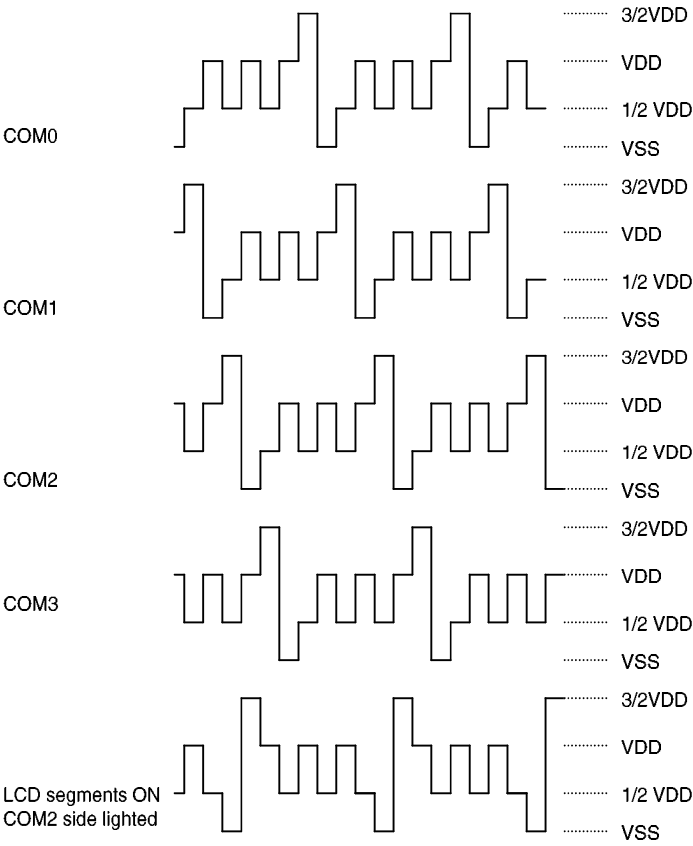 3/2VDD
VDD
1/2 VDD
COM0
VSS
3/2VDD
VDD
1/2 VDD
COM1
VSS
3/2VDD
VDD
1/2 VDD
COM2
VSS
3/2VDD
VDD
COM3
1/2 VDD
VSS
3/2VDD
VDD
LCD segments ON
COM2 side lighted
1/2 VDD
VSS